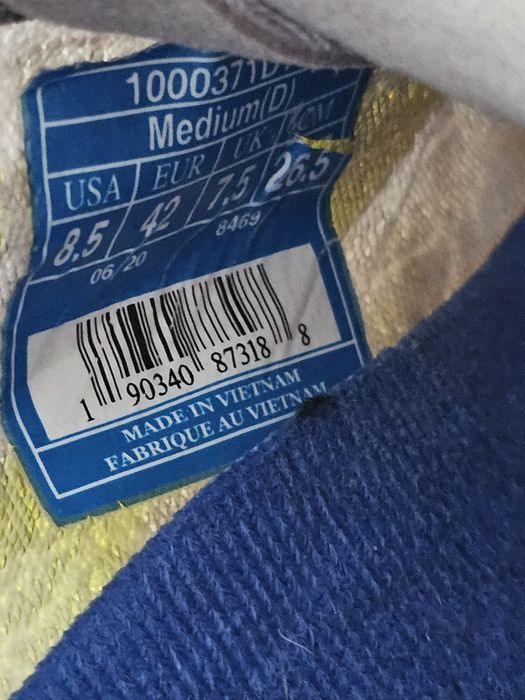 1000371D
Medium(D)
USA EUR UK CM
8.5 42 7.5 26.5
06/20 8469
1 90340 87318 8
MADE IN VIETNAM
FABRIQUE AU VIETNAM